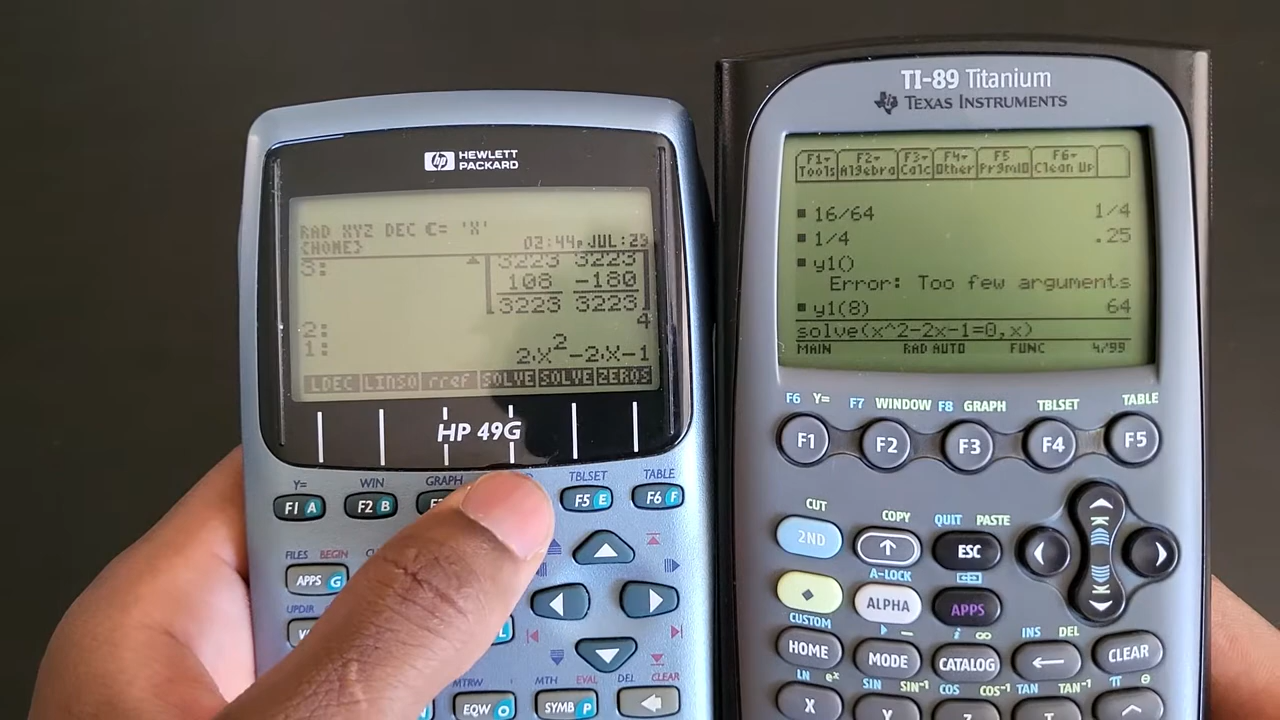 hp HEWLETT
PACKARD
RAD XYZ DEC C= 'X'
{HOME}
02:44P JUL:29
3:
3223 3223
108 -180
3223 3223
2: 4
1: 2·X2-2·X-1
LDEC LINSO rref SOLVE SOLVE ZEROS
HP 49G
Y= WIN GRAPH TBLSET TABLE
F1 A F2 B F5 E F6 F
FILES BEGIN
APPS G
UPDIR
MTRW ' MTH EVAL DEL CLEAR
EQW O SYMB P
TI-89 Titanium
TEXAS INSTRUMENTS
F1 F2 F3 F4 F5 F6
Tools Algebra Calc Other PrgmIO Clean Up
16/64 1/4
1/4 .25
y1()
Error: Too few arguments
y1(8) 64
solve(x^2-2x-1=0,x)
MAIN RAD AUTO FUNC 4/99
F6 Y= F7 WINDOW F8 GRAPH TBLSET TABLE
F1 F2 F3 F4 F5
CUT COPY QUIT PASTE
2ND ↑ ESC
A-LOCK
◆ ALPHA APPS
CUSTOM ▶ – i ∞ INS DEL
HOME MODE CATALOG ← CLEAR
LN eˣ SIN SIN⁻¹ COS COS⁻¹ TAN TAN⁻¹ π θ
X Y Z T ^